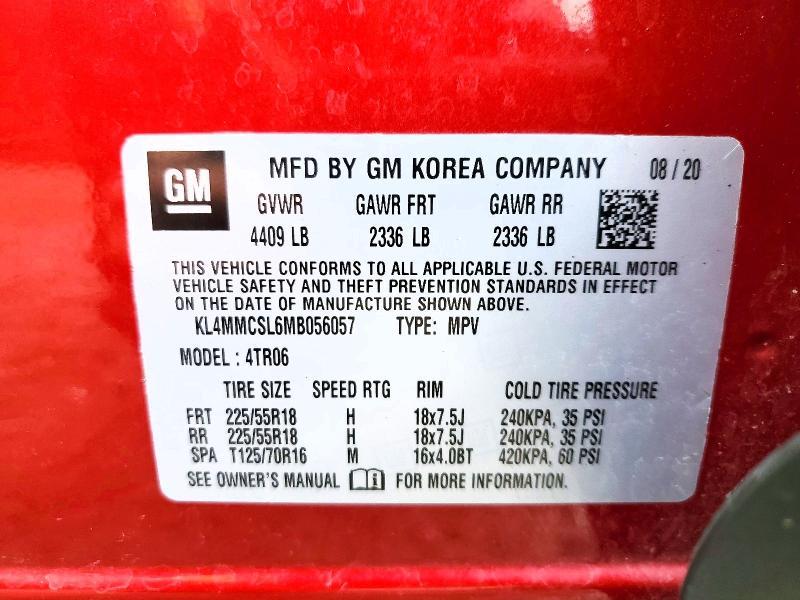 GM MFD BY GM KOREA COMPANY 08 / 20
GVWR GAWR FRT GAWR RR
4409 LB 2336 LB 2336 LB
THIS VEHICLE CONFORMS TO ALL APPLICABLE U.S. FEDERAL MOTOR
VEHICLE SAFETY AND THEFT PREVENTION STANDARDS IN EFFECT
ON THE DATE OF MANUFACTURE SHOWN ABOVE.
KL4MMCSL6MB056057 TYPE: MPV
MODEL : 4TR06
TIRE SIZE SPEED RTG RIM COLD TIRE PRESSURE
FRT 225/55R18 H 18x7.5J 240KPA, 35 PSI
RR 225/55R18 H 18x7.5J 240KPA, 35 PSI
SPA T125/70R16 M 16x4.0BT 420KPA, 60 PSI
SEE OWNER'S MANUAL i FOR MORE INFORMATION.